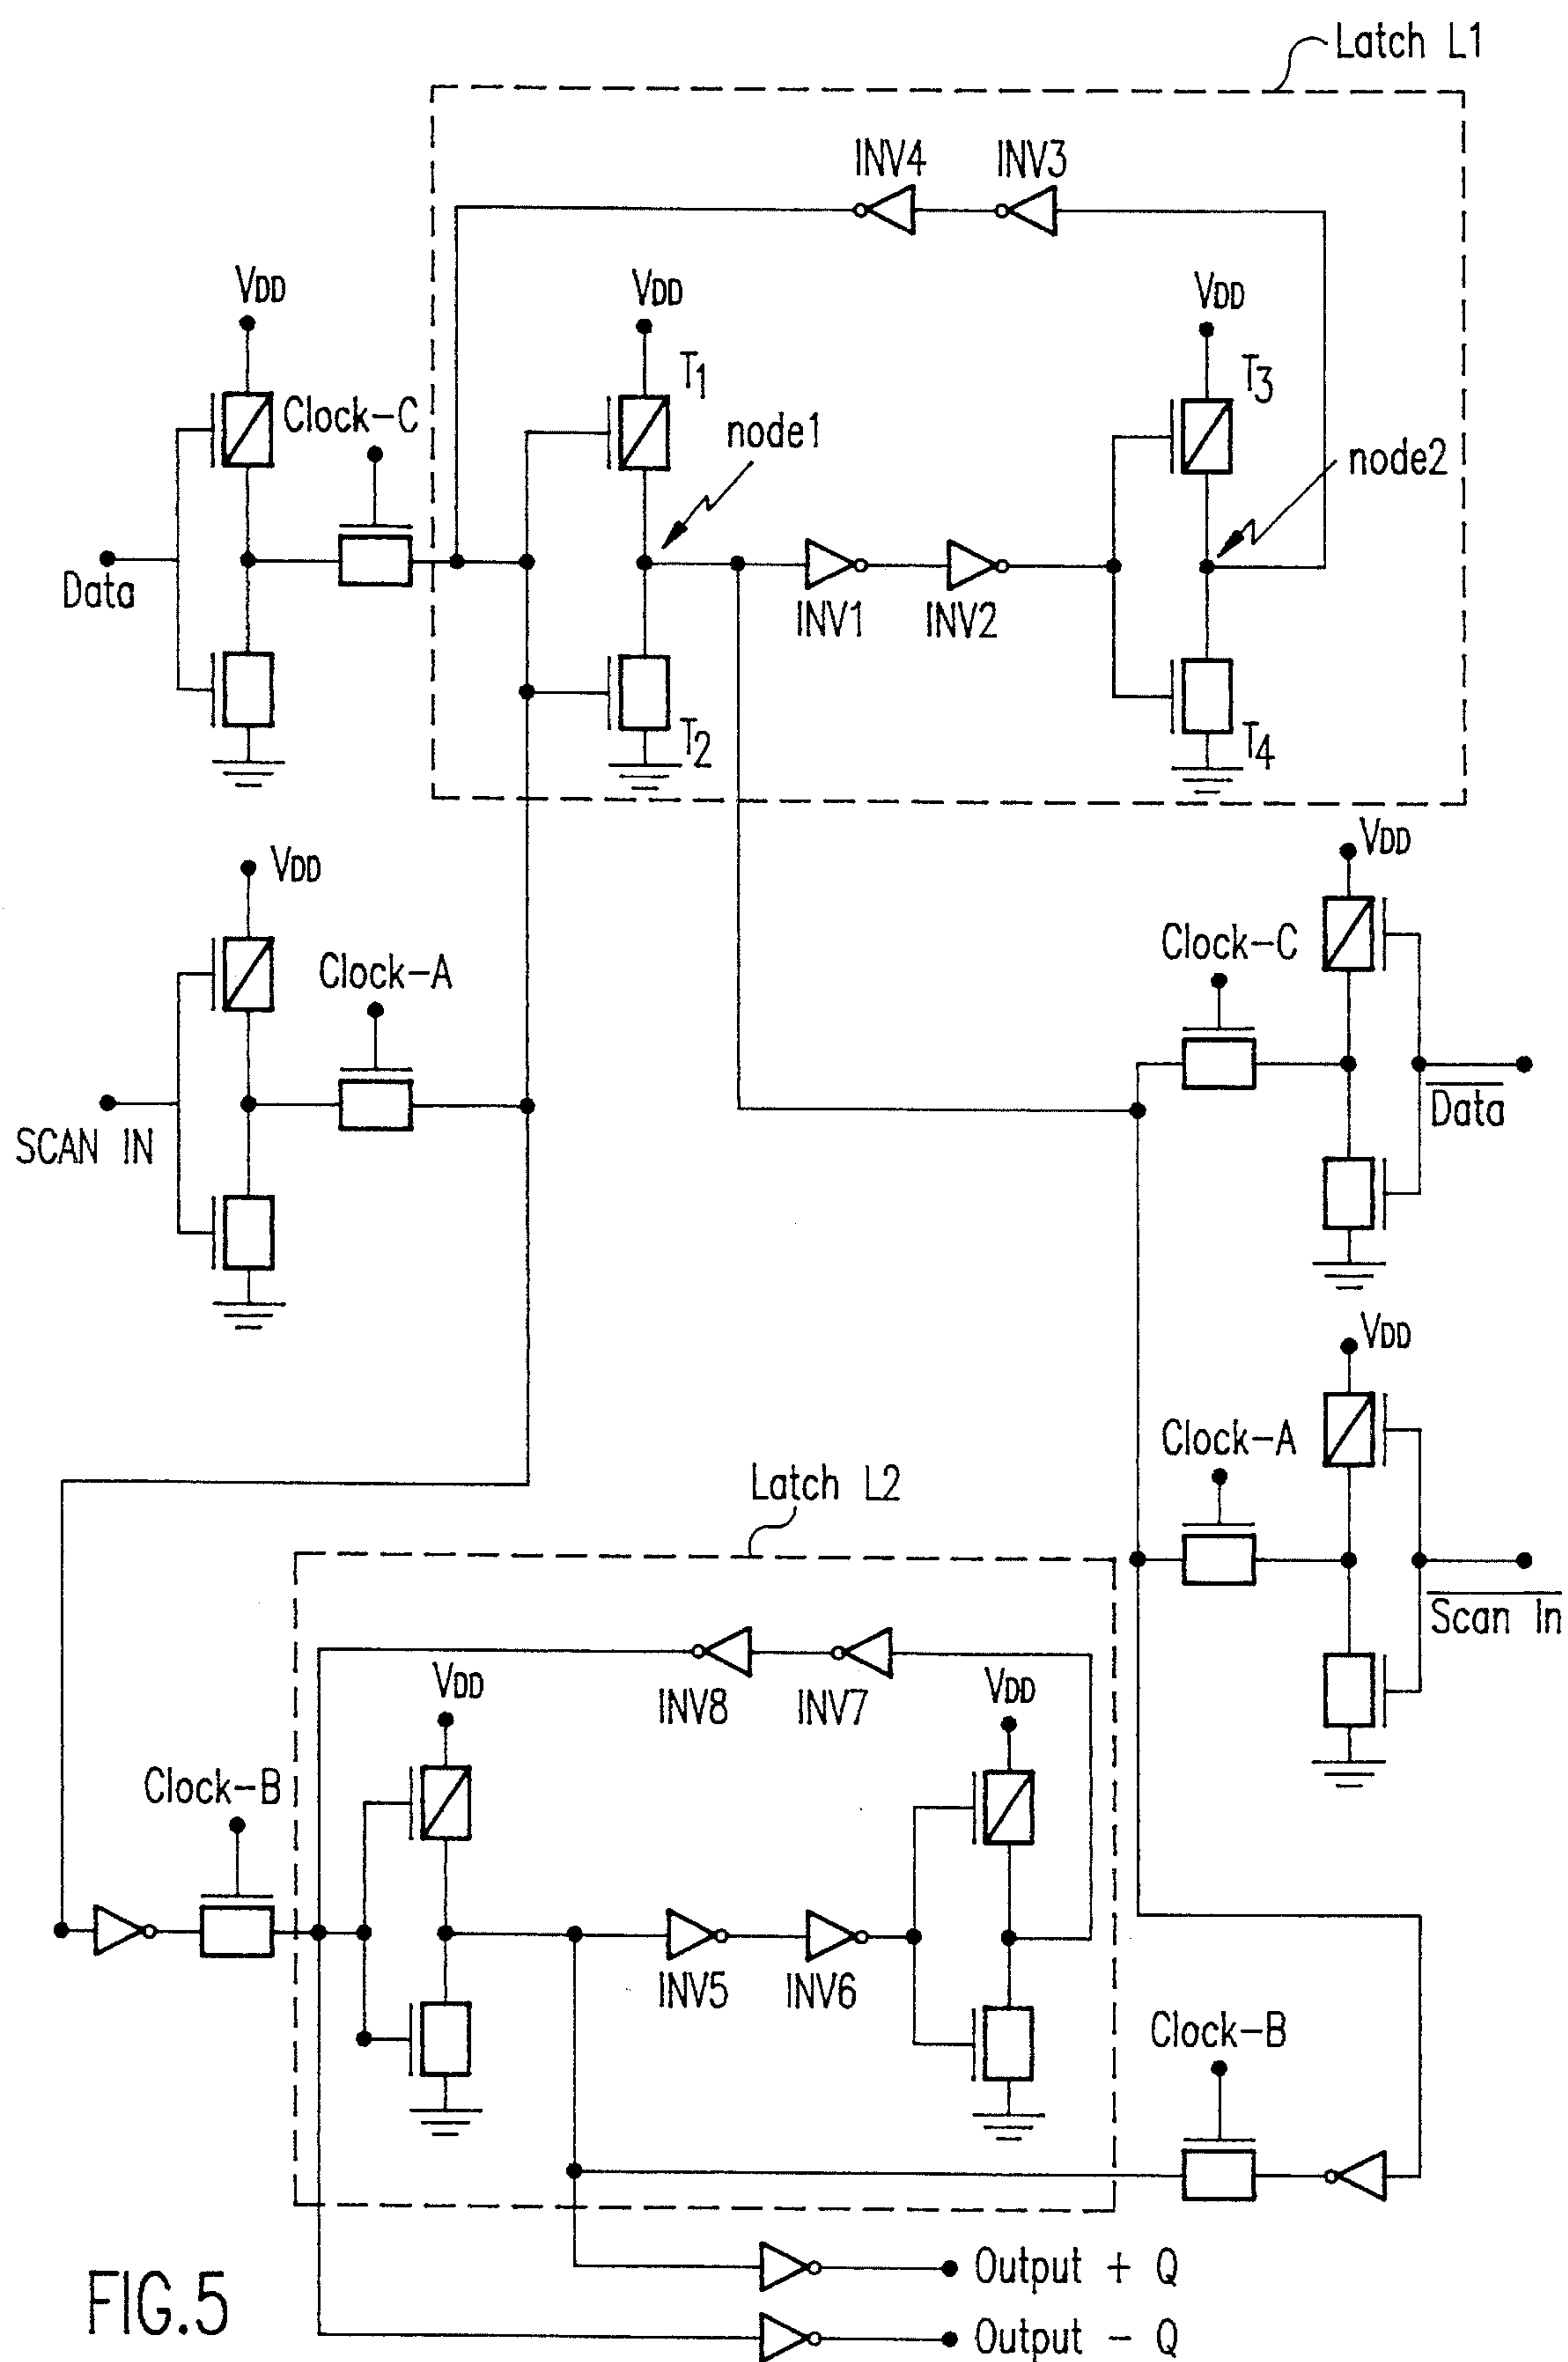 Latch L1
INV4
INV3
VDD
VDD
VDD
T1
T3
Clock-C
node1
node2
Data
INV1
INV2
T2
T4
VDD
VDD
Clock-A
Clock-C
SCAN IN
Data
VDD
Clock-A
Latch L2
Scan In
VDD
INV8
INV7
VDD
Clock-B
INV5
INV6
Clock-B
Output + Q
Output - Q
FIG.5